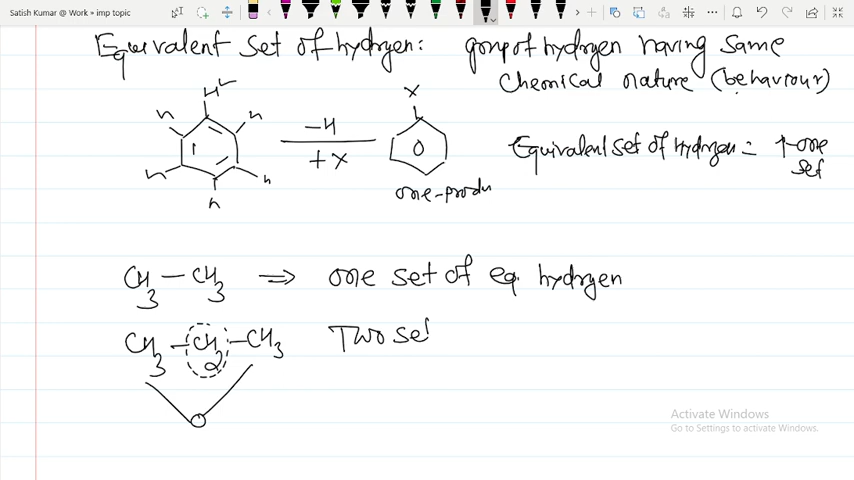 Satish Kumar @ Work » imp topic
Equivalent set of hydrogen: gorup of hydrogen having same
chemical nature (behaviour)
H
X
H
H
-H
+X
H
H
H
one-produ
Equivalent set of hydrogen = 1-one
set
CH3-CH3 ⇒ one set of eq. hydrgen
CH3-CH2-CH3 Two set
Activate Windows
Go to Settings to activate Windows.